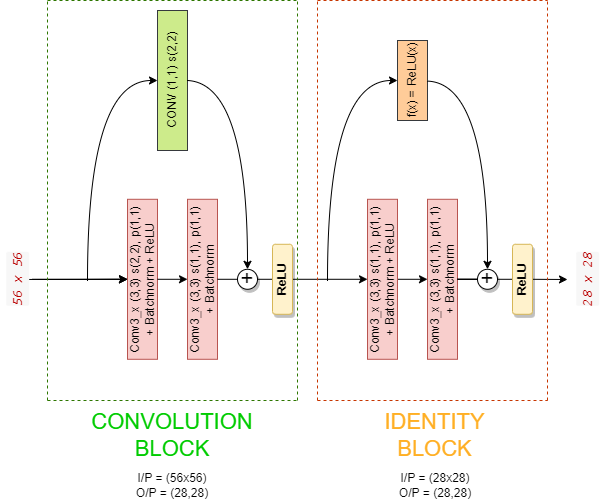 CONV (1,1) s(2,2)
f(x) = ReLU(x)
56 x 56
Conv3_x (3,3) s(2,2), p(1,1)
+ Batchnorm + ReLU
Conv3_x (3,3) s(1,1), p(1,1)
+ Batchnorm
+
ReLU
Conv3_x (3,3) s(1,1), p(1,1)
+ Batchnorm + ReLU
Conv3_x (3,3) s(1,1), p(1,1)
+ Batchnorm
+
ReLU
28 x 28
CONVOLUTION
BLOCK
I/P = (56x56)
O/P = (28,28)
IDENTITY
BLOCK
I/P = (28x28)
O/P = (28,28)